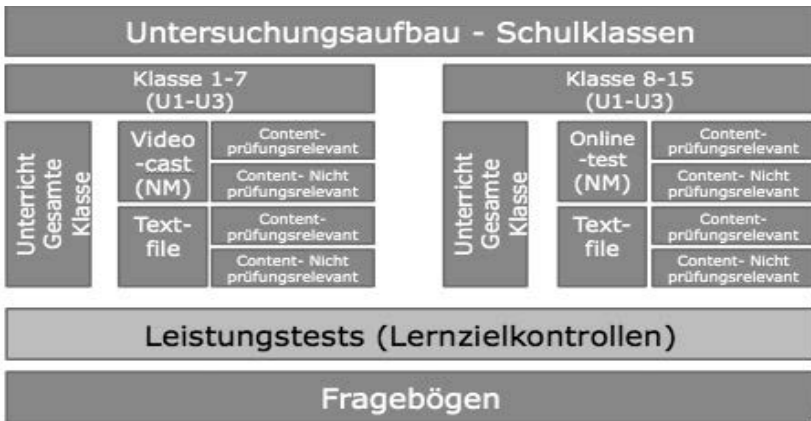 Untersuchungsaufbau - Schulklassen
Klasse 1-7
(U1-U3)
Unterricht
Gesamte
Klasse
Video
-cast
(NM)
Content-
prüfungsrelevant
Content- Nicht
prüfungsrelevant
Text-
file
Content-
prüfungsrelevant
Content- Nicht
prüfungsrelevant
Klasse 8-15
(U1-U3)
Unterricht
Gesamte
Klasse
Online
-test
(NM)
Content-
prüfungsrelevant
Content- Nicht
prüfungsrelevant
Text-
file
Content-
prüfungsrelevant
Content- Nicht
prüfungsrelevant
Leistungstests (Lernzielkontrollen)
Fragebögen